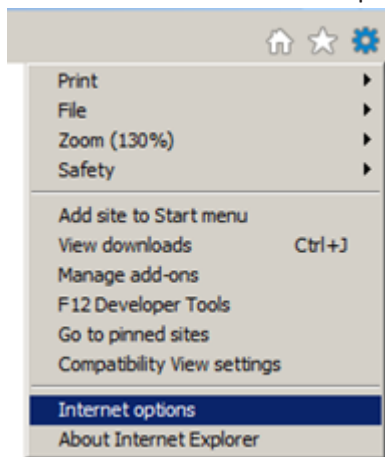 Print
File
Zoom (130%)
Safety
Add site to Start menu
View downloads Ctrl+J
Manage add-ons
F12 Developer Tools
Go to pinned sites
Compatibility View settings
Internet options
About Internet Explorer